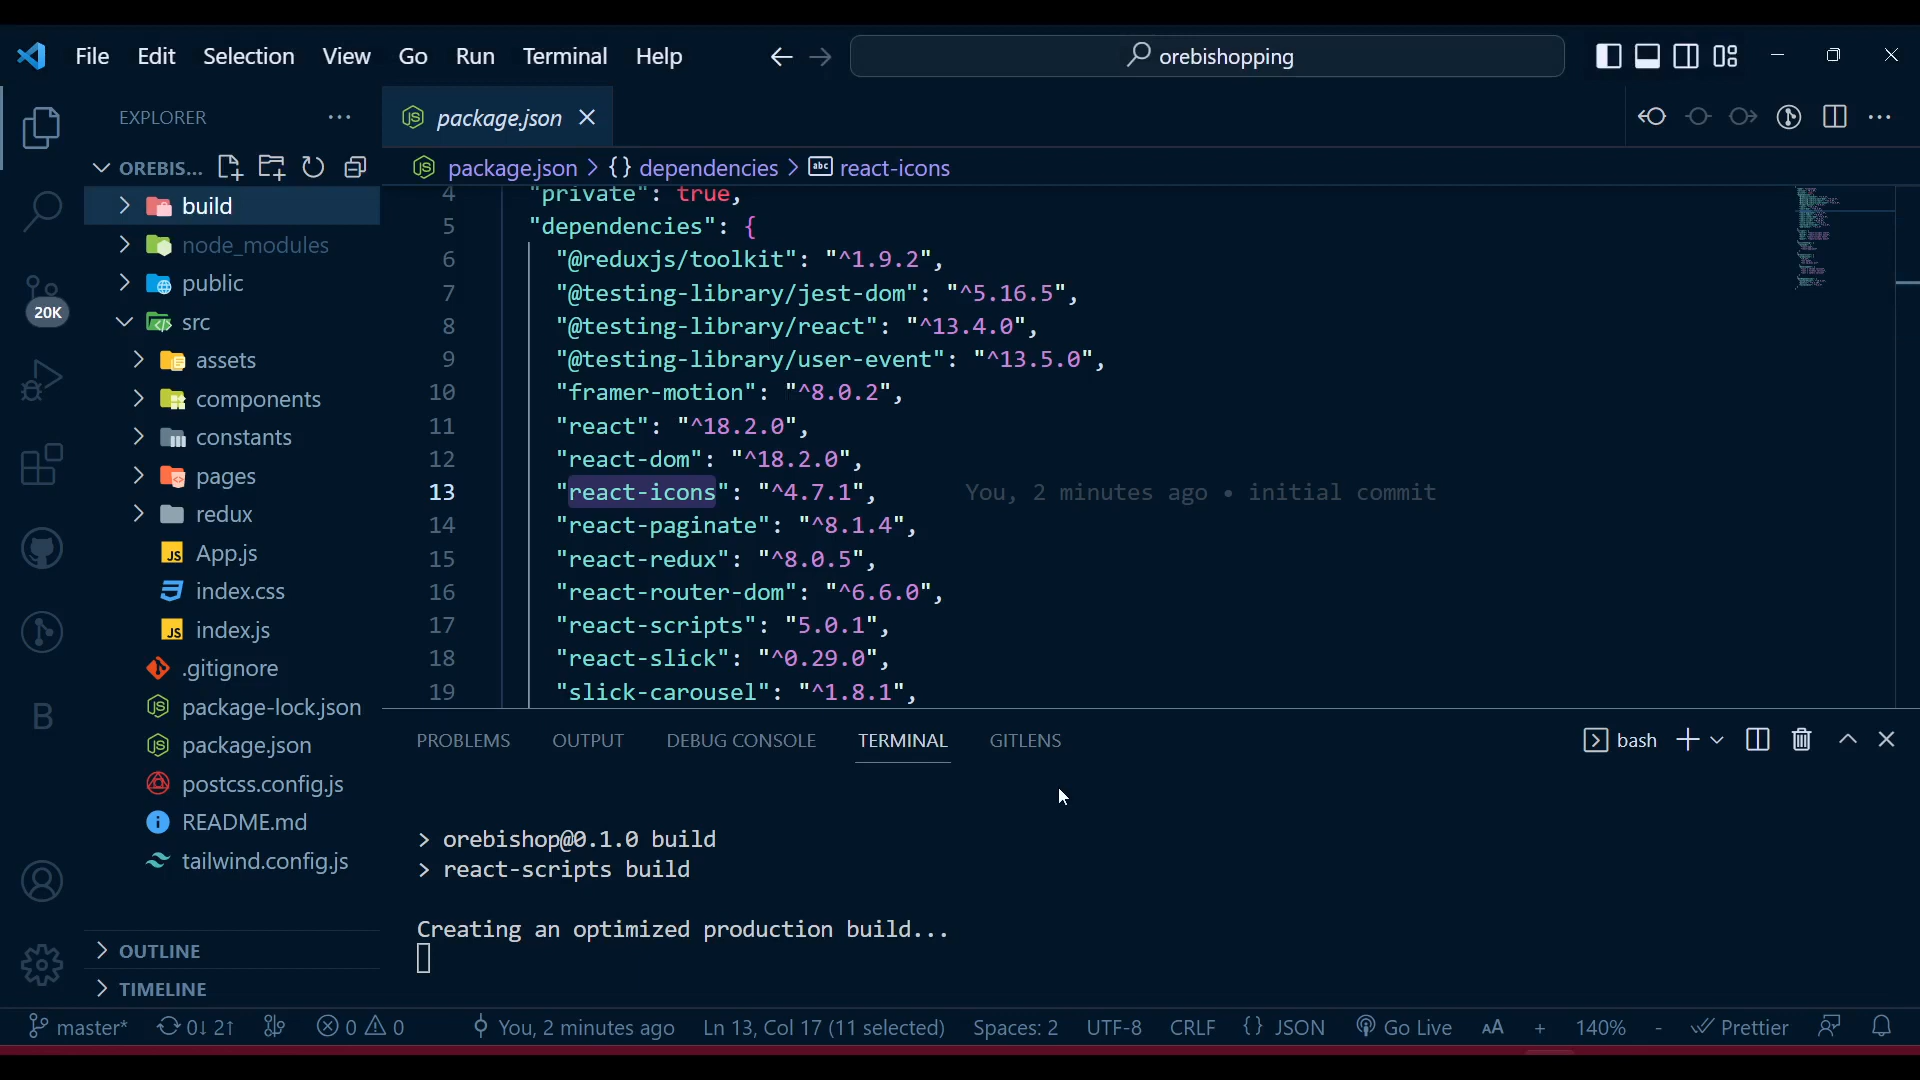 File Edit Selection View Go Run Terminal Help
orebishopping
EXPLORER
package.json
OREBIS...
package.json > {} dependencies > abc react-icons
build
node_modules
public
src
assets
components
constants
pages
redux
JS App.js
index.css
JS index.js
.gitignore
package-lock.json
package.json
postcss.config.js
README.md
tailwind.config.js
OUTLINE
TIMELINE
20K
B
4 "private": true,
5 "dependencies": {
6 "@reduxjs/toolkit": "^1.9.2",
7 "@testing-library/jest-dom": "^5.16.5",
8 "@testing-library/react": "^13.4.0",
9 "@testing-library/user-event": "^13.5.0",
10 "framer-motion": "^8.0.2",
11 "react": "^18.2.0",
12 "react-dom": "^18.2.0",
13 "react-icons": "^4.7.1", You, 2 minutes ago • initial commit
14 "react-paginate": "^8.1.4",
15 "react-redux": "^8.0.5",
16 "react-router-dom": "^6.6.0",
17 "react-scripts": "5.0.1",
18 "react-slick": "^0.29.0",
19 "slick-carousel": "^1.8.1",
PROBLEMS OUTPUT DEBUG CONSOLE TERMINAL GITLENS
bash
> orebishop@0.1.0 build
> react-scripts build
Creating an optimized production build...
master* 0↓ 2↑ 0 0 You, 2 minutes ago Ln 13, Col 17 (11 selected) Spaces: 2 UTF-8 CRLF {} JSON Go Live AA + 140% - Prettier